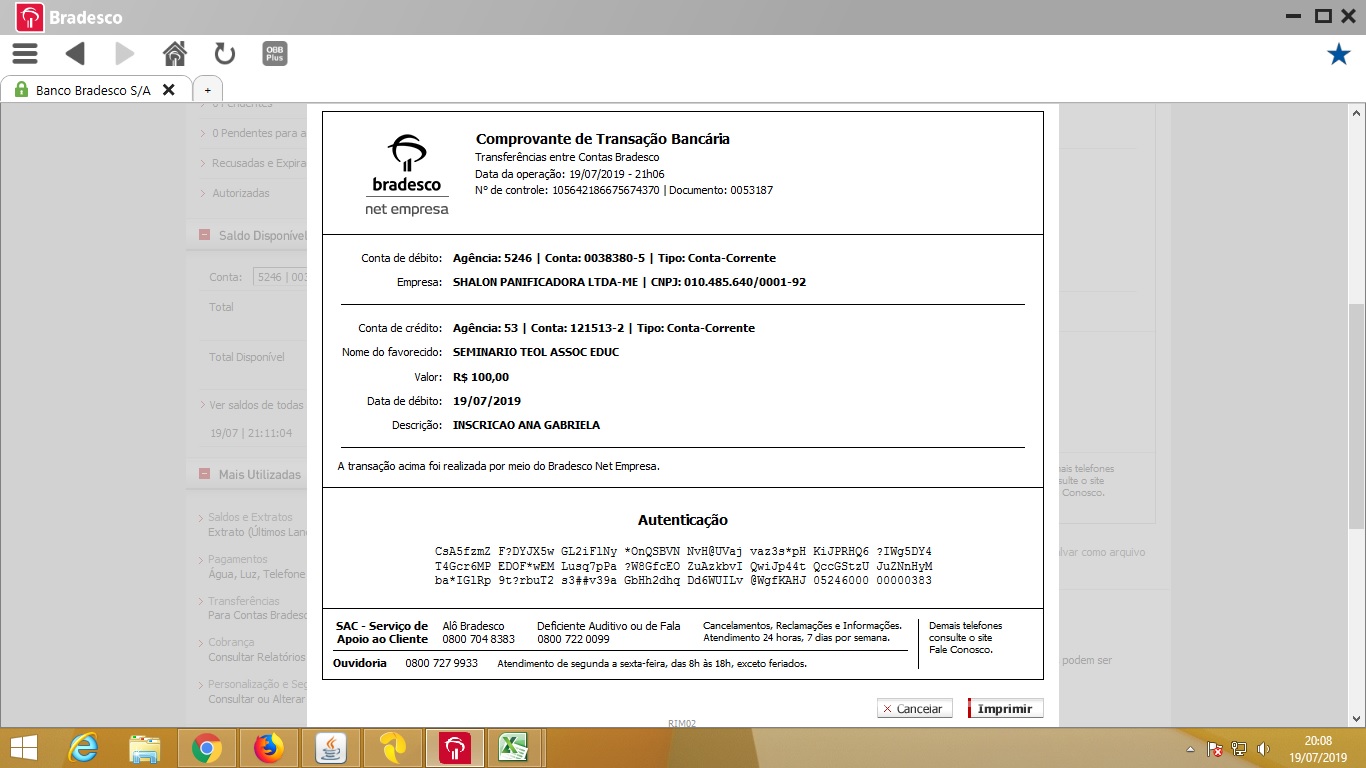 Bradesco
OBB Plus
Banco Bradesco S/A
+
0 Pendentes
0 Pendentes para a
Recusadas e Expira
Autorizadas
Saldo Disponível
Conta: 5246 | 003
Total
Total Disponível
Ver saldos de todas
19/07 | 21:11:04
Mais Utilizadas
Saldos e Extratos
Extrato (Últimos Lan
Pagamentos
Água, Luz, Telefone
Transferências
Para Contas Bradesc
Cobrança
Consultar Relatórios
Personalização e Seg
Consultar ou Alterar
bradesco
net empresa
Comprovante de Transação Bancária
Transferências entre Contas Bradesco
Data da operação: 19/07/2019 - 21h06
N° de controle: 105642186675674370 | Documento: 0053187
Conta de débito: Agência: 5246 | Conta: 0038380-5 | Tipo: Conta-Corrente
Empresa: SHALON PANIFICADORA LTDA-ME | CNPJ: 010.485.640/0001-92
Conta de crédito: Agência: 53 | Conta: 121513-2 | Tipo: Conta-Corrente
Nome do favorecido: SEMINARIO TEOL ASSOC EDUC
Valor: R$ 100,00
Data de débito: 19/07/2019
Descrição: INSCRICAO ANA GABRIELA
A transação acima foi realizada por meio do Bradesco Net Empresa.
Autenticação
CsA5fzmZ F?DYJX5w GL2iFlNy *OnQSBVN NvH@UVaj vaz3s*pH KiJPRHQ6 ?IWg5DY4
T4Gcr6MP EDOF*wEM Lusq7pPa ?W8GfcEO ZuAzkbvI QwiJp44t QccGStzU JuZNnHyM
ba*IGlRp 9t?rbuT2 s3##v39a GbHh2dhq Dd6WUILv @WgfKAHJ 05246000 00000383
SAC - Serviço de Apoio ao Cliente
Alô Bradesco
0800 704 8383
Deficiente Auditivo ou de Fala
0800 722 0099
Cancelamentos, Reclamações e Informações.
Atendimento 24 horas, 7 dias por semana.
Demais telefones
consulte o site
Fale Conosco.
Ouvidoria 0800 727 9933 Atendimento de segunda a sexta-feira, das 8h às 18h, exceto feriados.
Cancelar
Imprimir
RIM02
mais telefones
sulte o site
Conosco.
alvar como arquivo
podem ser
20:08
19/07/2019